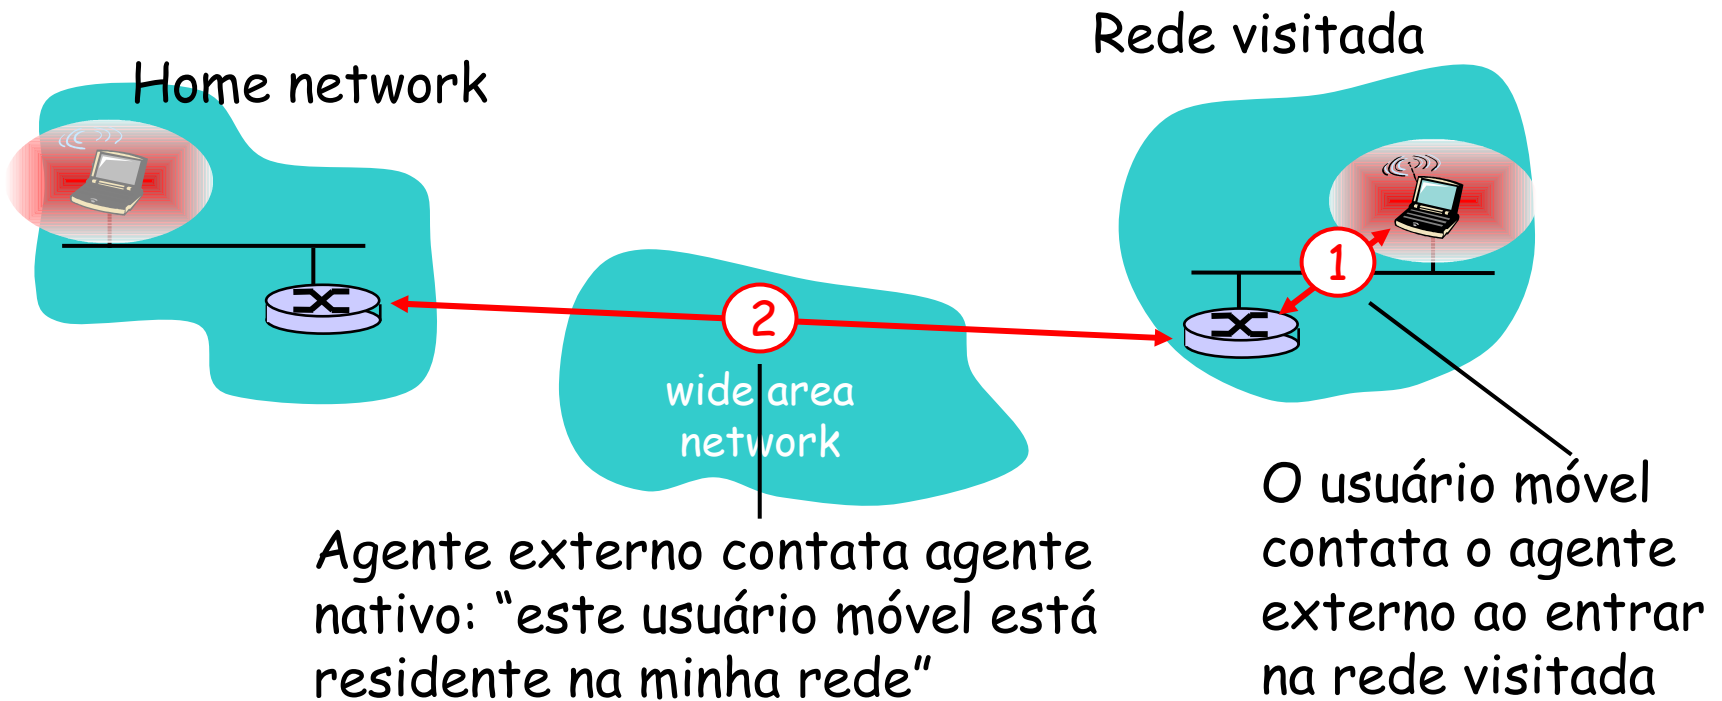 Rede visitada
Home network
1
2
wide area
network
Agente externo contata agente
nativo: “este usuário móvel está
residente na minha rede”
O usuário móvel
contata o agente
externo ao entrar
na rede visitada